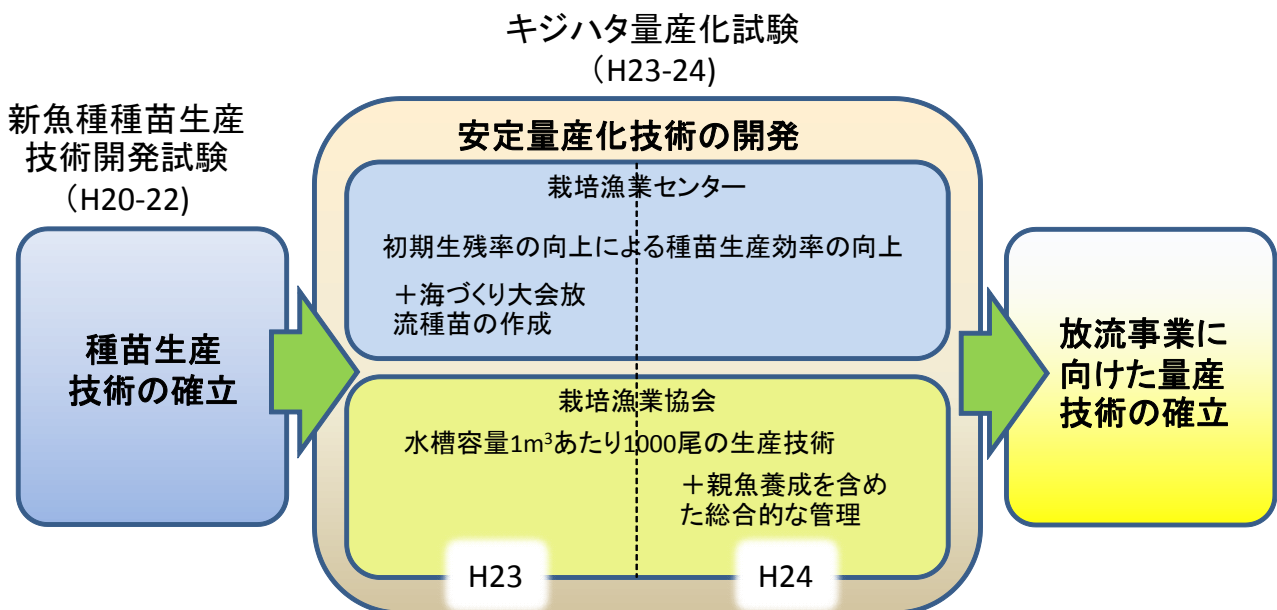 キジハタ量産化試験
（H23-24)
新魚種種苗生産
技術開発試験
（H20-22)
種苗生産
技術の確立
安定量産化技術の開発
栽培漁業センター
初期生残率の向上による種苗生産効率の向上
＋海づくり大会放
流種苗の作成
栽培漁業協会
水槽容量1m³あたり1000尾の生産技術
＋親魚養成を含め
た総合的な管理
H23
H24
放流事業に
向けた量産
技術の確立